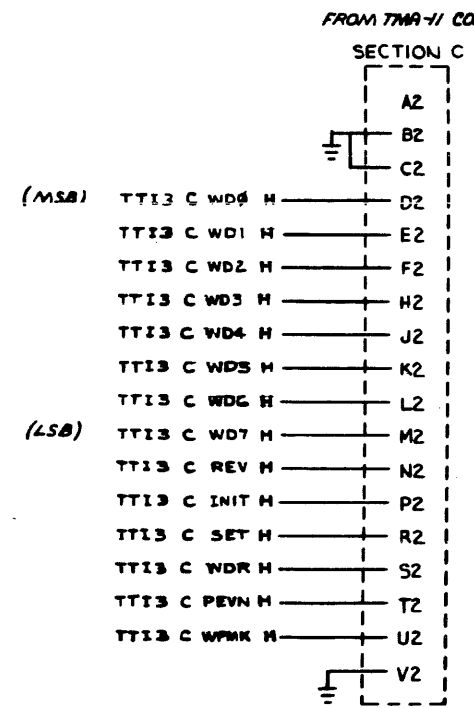 FROM TMA-11 CO
SECTION C
A2
B2
C2
(MSB) TTI3 C WDØ H D2
TTI3 C WD1 H E2
TTI3 C WD2 H F2
TTI3 C WD3 H H2
TTI3 C WD4 H J2
TTI3 C WD5 H K2
TTI3 C WD6 H L2
(LSB) TTI3 C WD7 H M2
TTI3 C REV H N2
TTI3 C INIT H P2
TTI3 C SET H R2
TTI3 C WDR H S2
TTI3 C PEVN H T2
TTI3 C WFMK H U2
V2